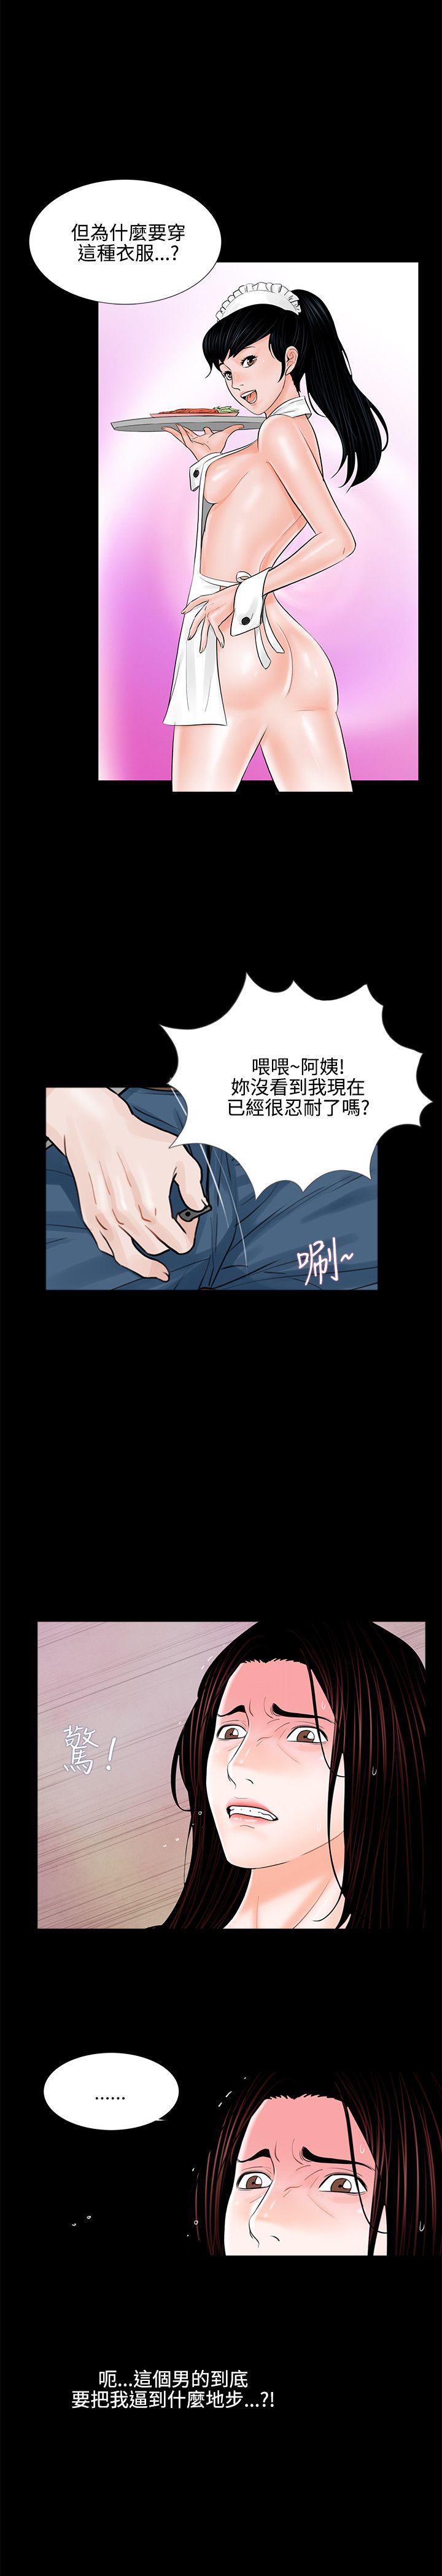 但為什麼要穿
這種衣服...?
喂喂~阿姨!
妳沒看到我現在
已經很忍耐了嗎?
唰~
驚!
......
呃...這個男的到底
要把我逼到什麼地步...?!